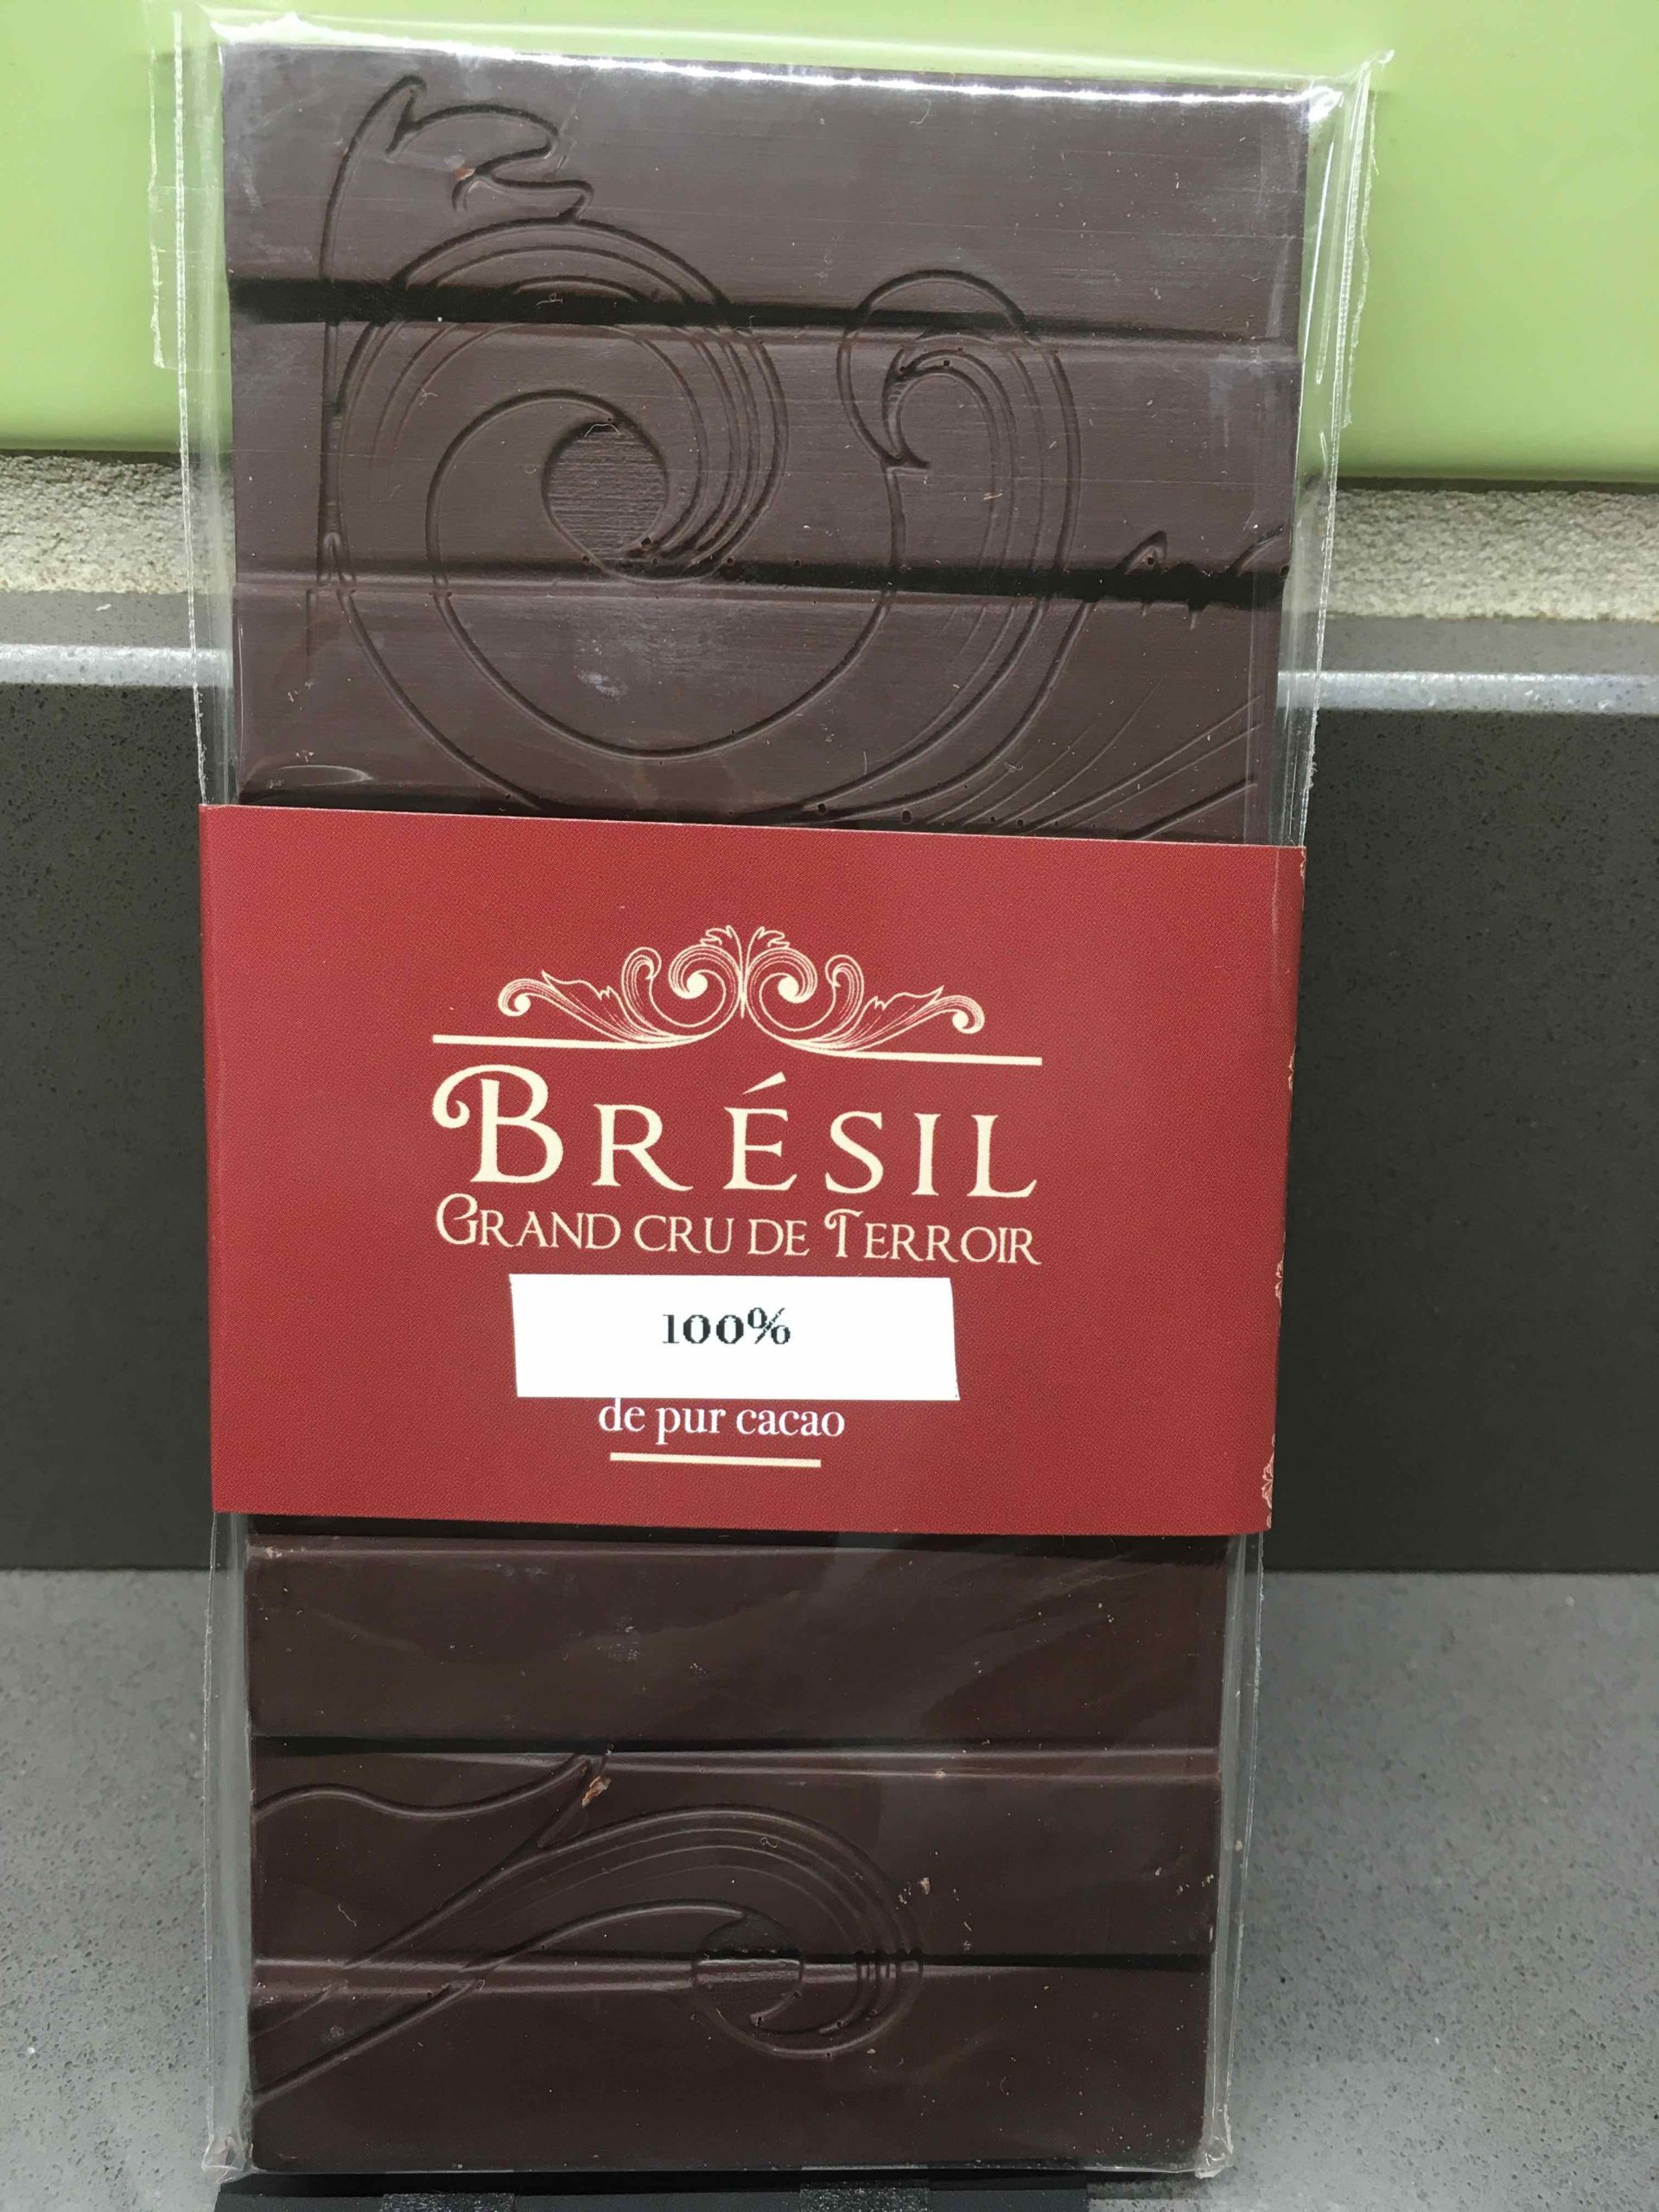 BRÉSIL
GRAND CRU DE TERROIR
100%
de pur cacao